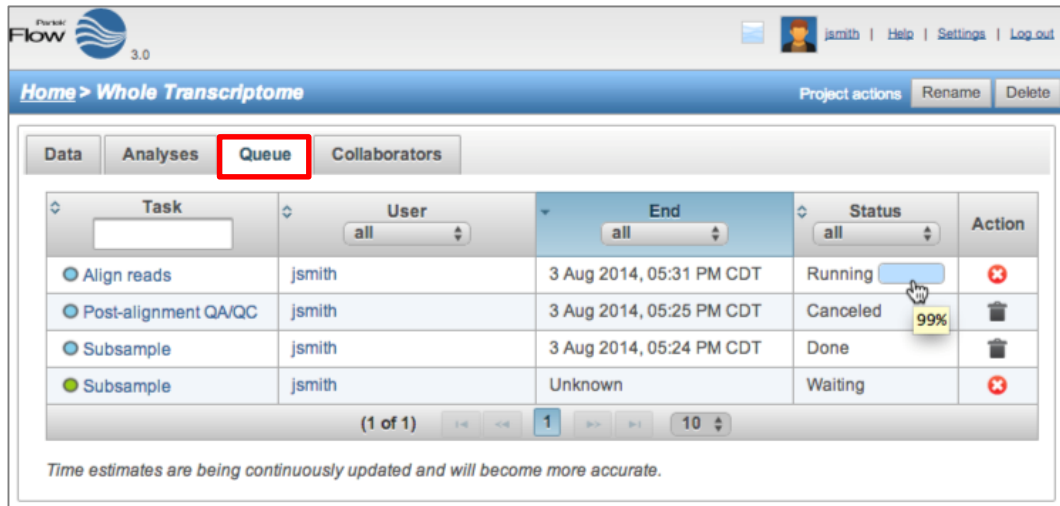 Partek
Flow
3.0
jsmith | Help | Settings | Log out
Home > Whole Transcriptome
Project actions Rename Delete
Data Analyses Queue Collaborators
Task User End Status Action
all all all
Align reads jsmith 3 Aug 2014, 05:31 PM CDT Running
Post-alignment QA/QC jsmith 3 Aug 2014, 05:25 PM CDT Canceled
99%
Subsample jsmith 3 Aug 2014, 05:24 PM CDT Done
Subsample jsmith Unknown Waiting
(1 of 1) 1 10
Time estimates are being continuously updated and will become more accurate.